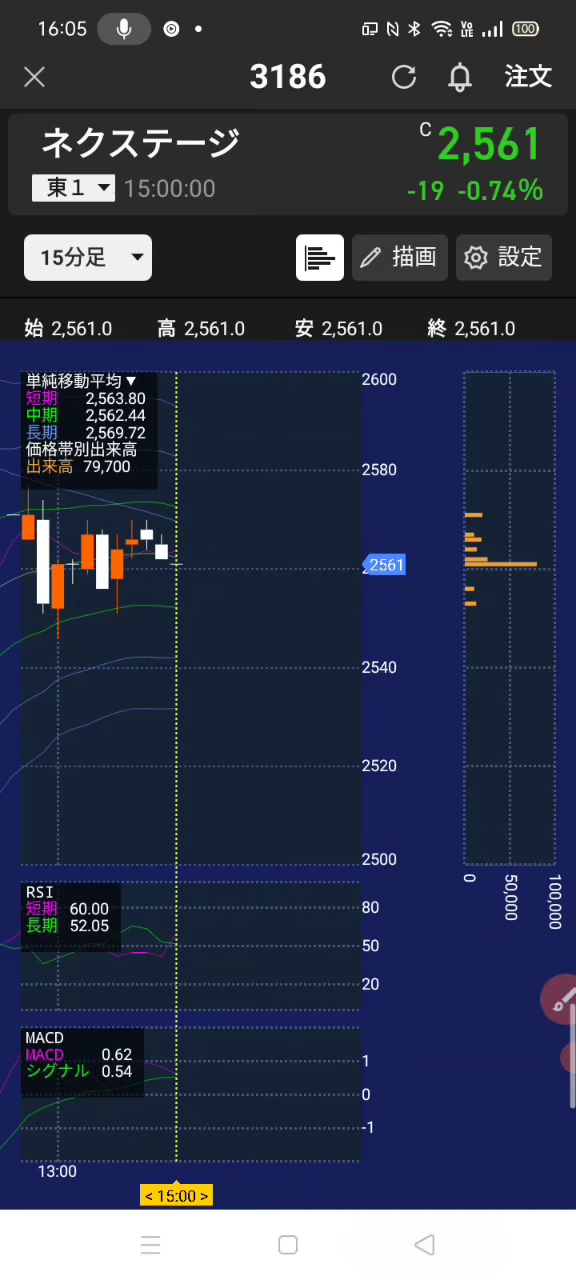 16:05
100
3186
注文
ネクステージ
C 2,561
東1 15:00:00
-19 -0.74%
15分足
描画
設定
始 2,561.0 高 2,561.0 安 2,561.0 終 2,561.0
単純移動平均▼
短期 2,563.80
中期 2,562.44
長期 2,569.72
価格帯別出来高
出来高 79,700
2600
2580
2561
2540
2520
2500
0
50,000
100,000
RSI
短期 60.00
長期 52.05
80
50
20
MACD
MACD 0.62
シグナル 0.54
1
0
-1
13:00
< 15:00 >